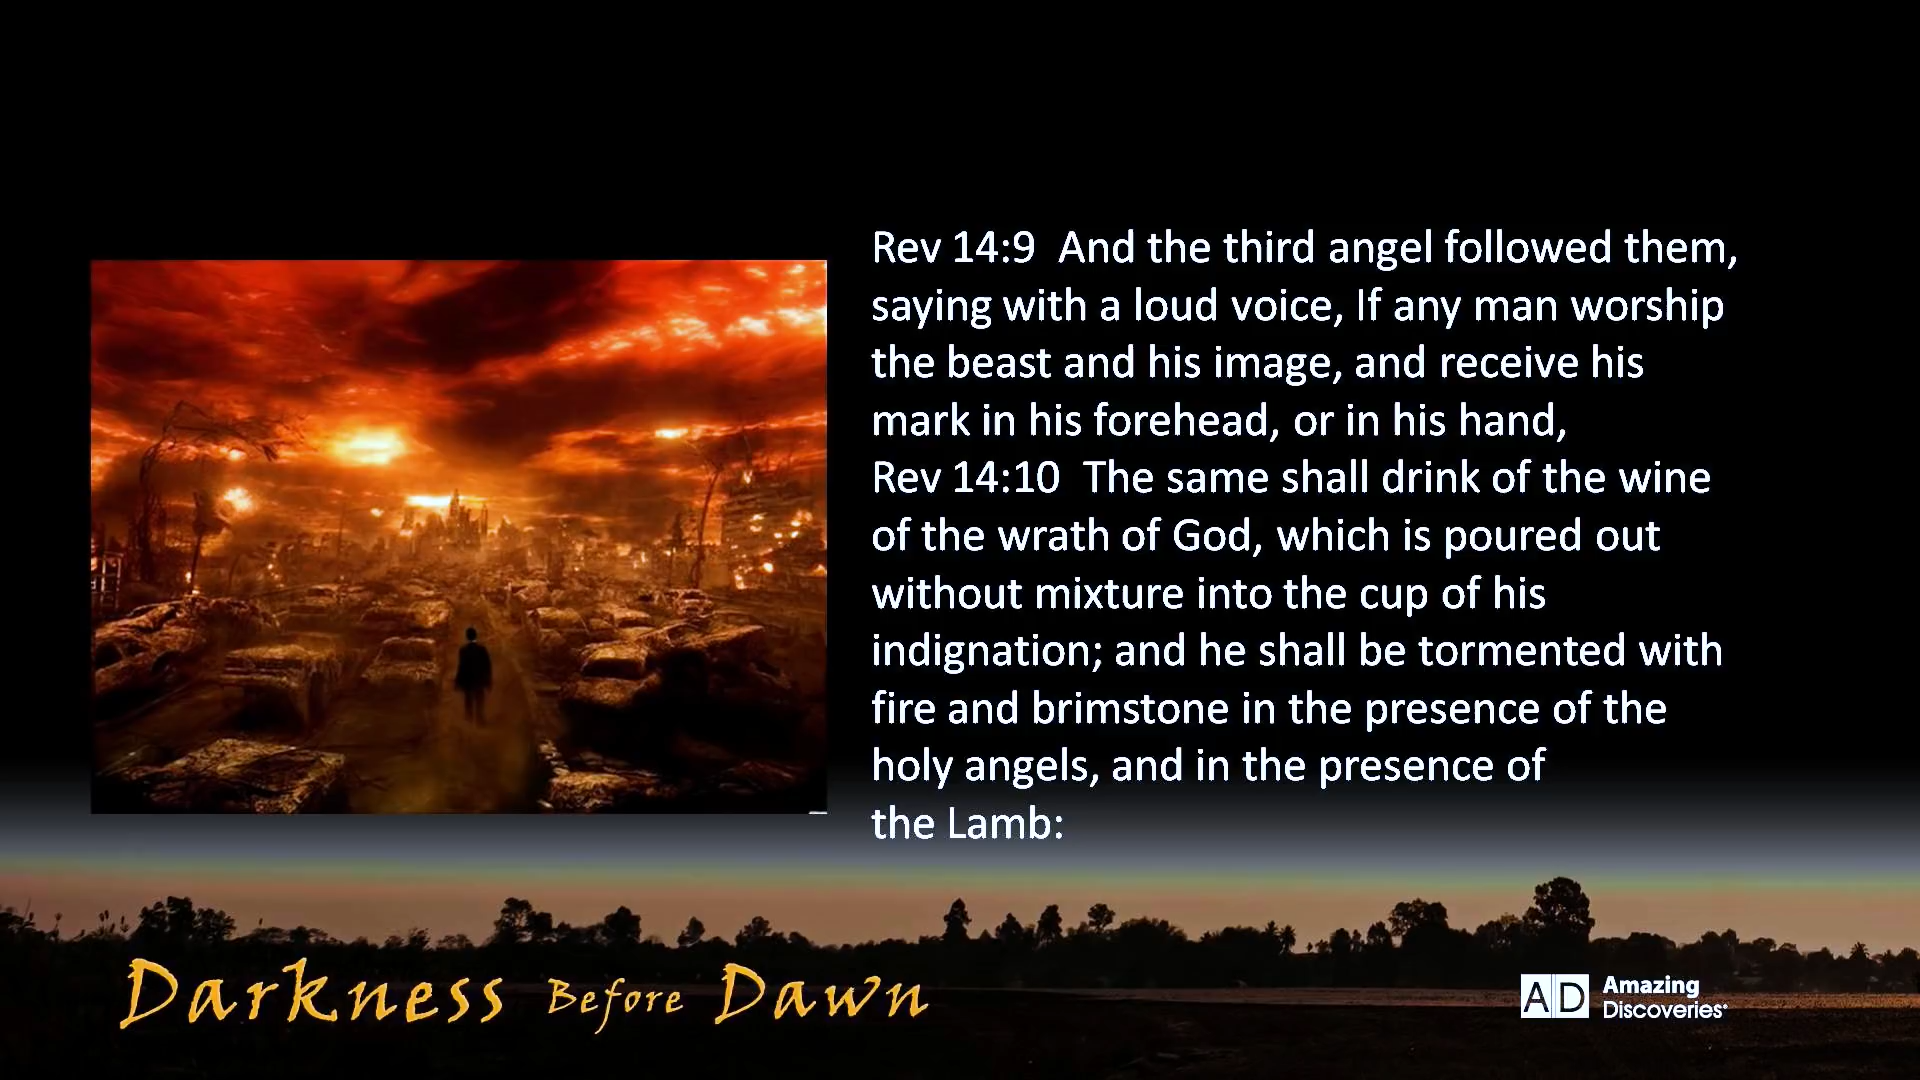 Rev 14:9  And the third angel followed them,
saying with a loud voice, If any man worship
the beast and his image, and receive his
mark in his forehead, or in his hand,
Rev 14:10  The same shall drink of the wine
of the wrath of God, which is poured out
without mixture into the cup of his
indignation; and he shall be tormented with
fire and brimstone in the presence of the
holy angels, and in the presence of
the Lamb:
Darkness Before Dawn
AD
Amazing
Discoveries